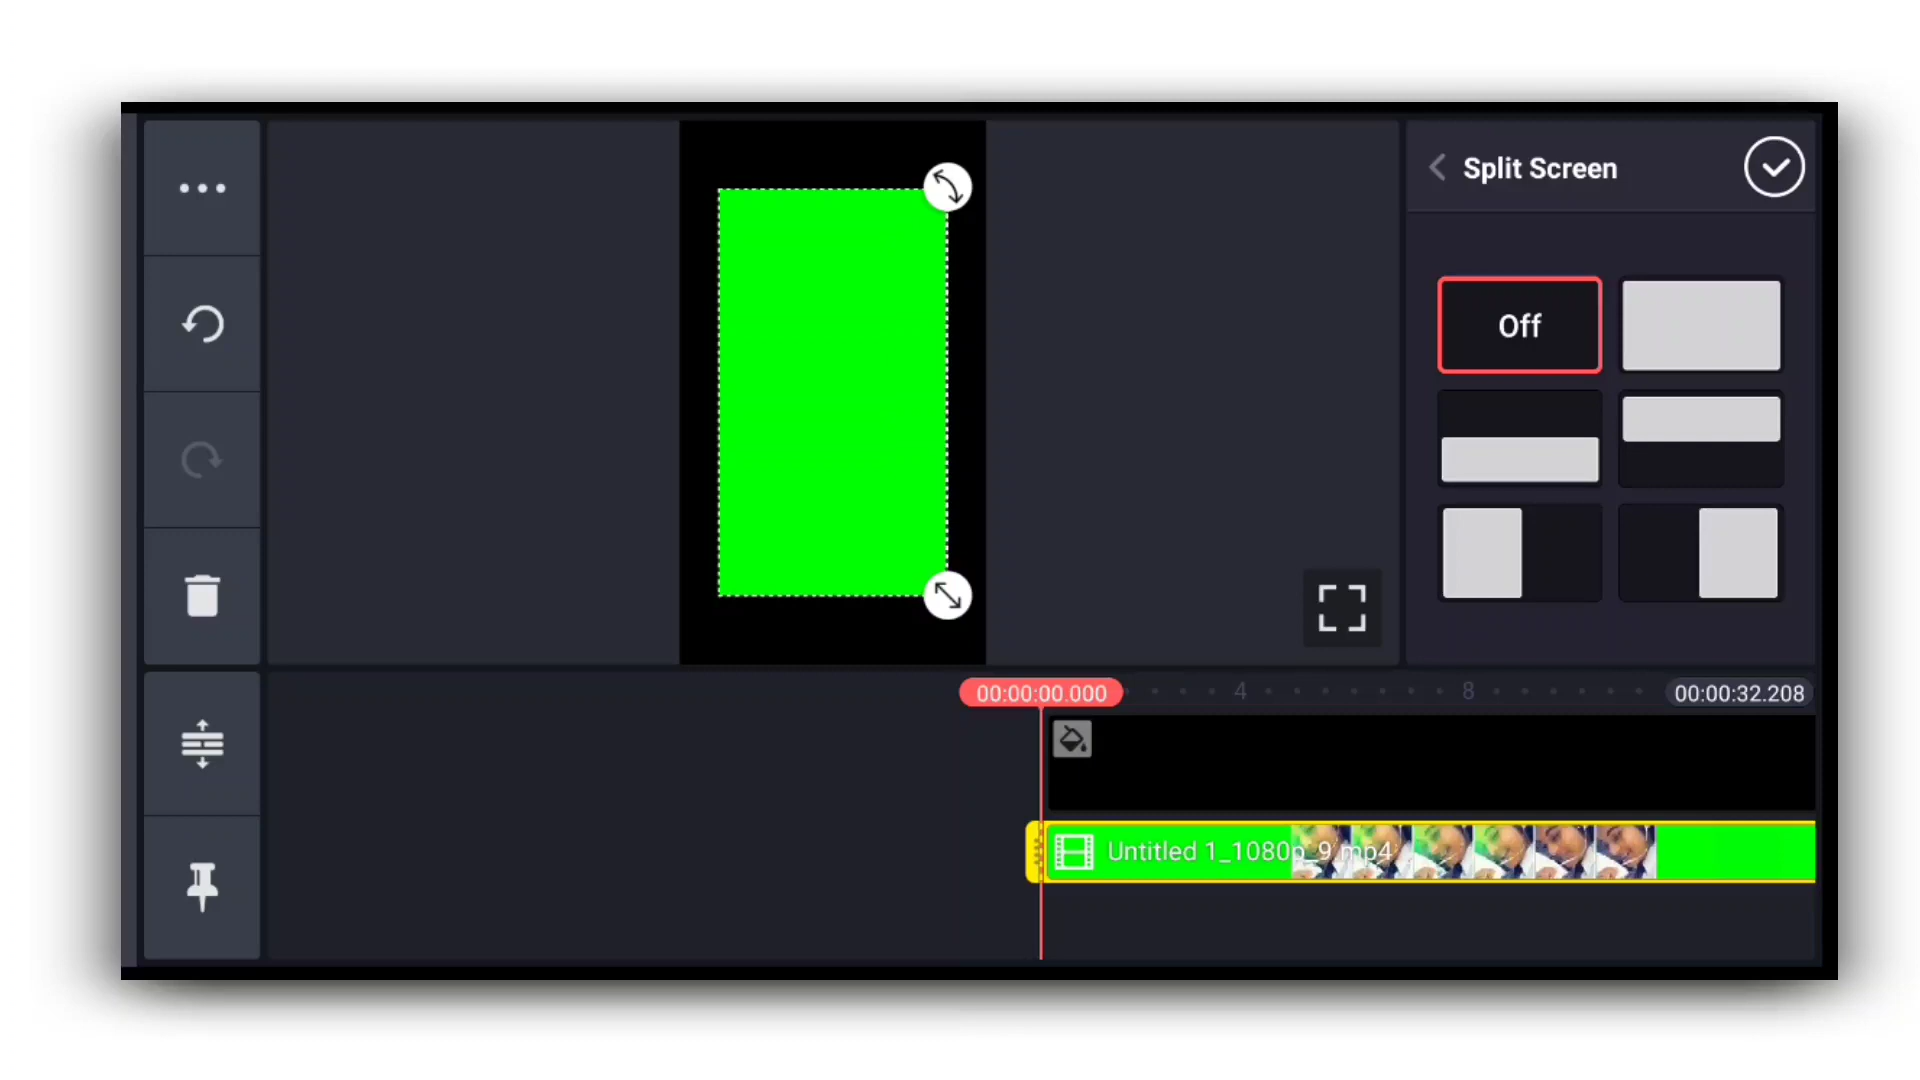 Split Screen
Off
00:00:00.000
4
8
00:00:32.208
Untitled 1_1080p_9.mp4